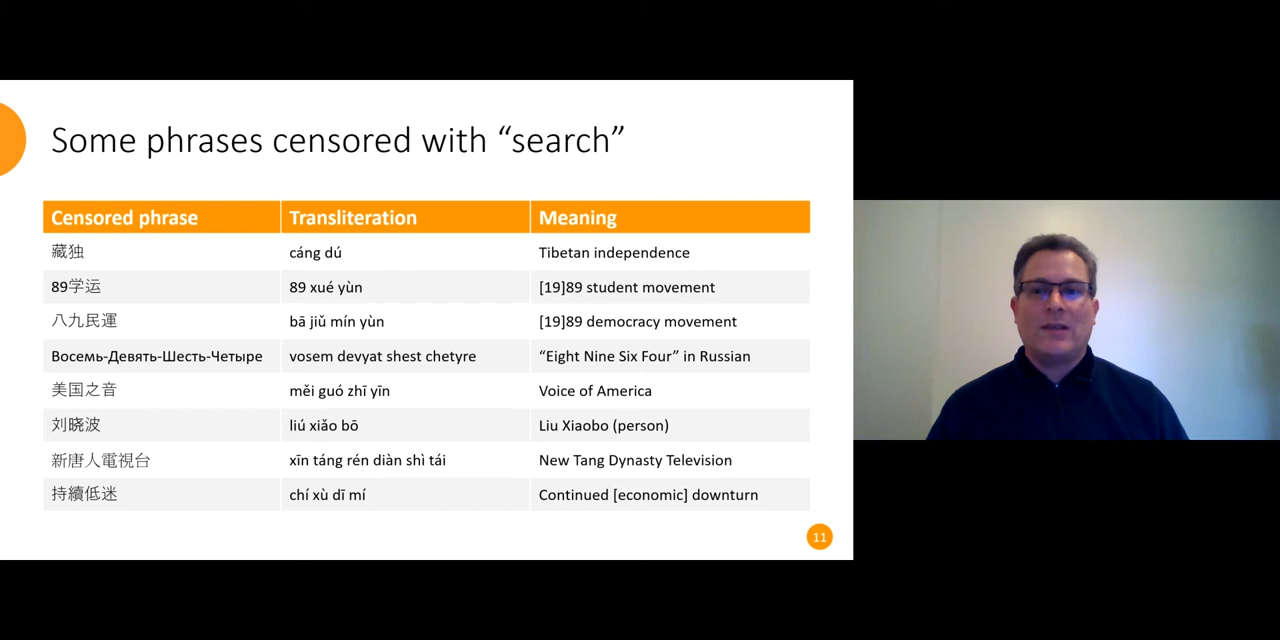 Some phrases censored with “search”
Censored phrase Transliteration Meaning
藏独 cáng dú Tibetan independence
89学运 89 xué yùn [19]89 student movement
八九民運 bā jiǔ mín yùn [19]89 democracy movement
Восемь-Девять-Шесть-Четыре vosem devyat shest chetyre “Eight Nine Six Four” in Russian
美国之音 měi guó zhī yīn Voice of America
刘晓波 liú xiǎo bō Liu Xiaobo (person)
新唐人電視台 xīn táng rén diàn shì tái New Tang Dynasty Television
持續低迷 chí xù dī mí Continued [economic] downturn
11